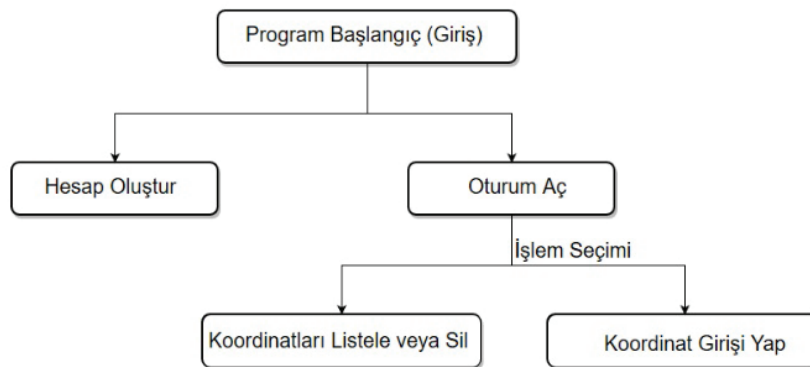 Program Başlangıç (Giriş)
Hesap Oluştur
Oturum Aç
İşlem Seçimi
Koordinatları Listele veya Sil
Koordinat Girişi Yap